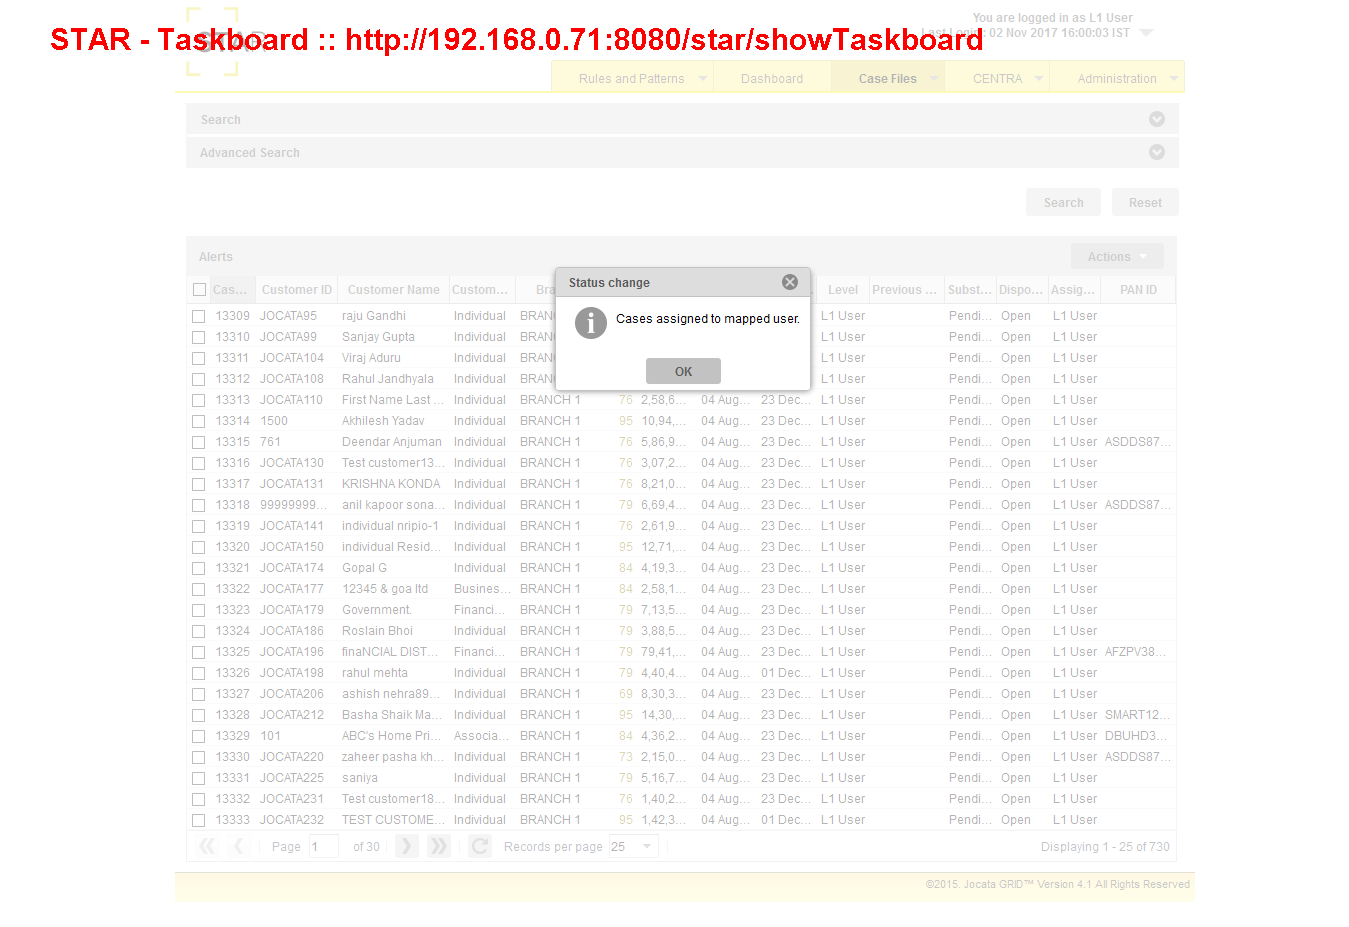 You are logged in as L1 User
STAR - Taskboard :: http://192.168.0.71:8080/star/showTaskboard
Last Login: 02 Nov 2017 16:00:03 IST
Rules and Patterns Dashboard Case Files CENTRA Administration
Search
Advanced Search
Search Reset
Alerts Actions
Cas... Customer ID Customer Name Custom... Bra Level Previous ... Subst... Dispo... Assig... PAN ID
Status change
Cases assigned to mapped user.
OK
13309 JOCATA95 raju Gandhi Individual BRANC L1 User Pendi... Open L1 User
13310 JOCATA99 Sanjay Gupta Individual BRAN L1 User Pendi... Open L1 User
13311 JOCATA104 Viraj Aduru Individual BRAN L1 User Pendi... Open L1 User
13312 JOCATA108 Rahul Jandhyala Individual BRAN L1 User Pendi... Open L1 User
13313 JOCATA110 First Name Last ... Individual BRANCH 1 76 2,58,6... 04 Aug... 23 Dec... L1 User Pendi... Open L1 User
13314 1500 Akhilesh Yadav Individual BRANCH 1 95 10,94,... 04 Aug... 23 Dec... L1 User Pendi... Open L1 User
13315 761 Deendar Anjuman Individual BRANCH 1 76 5,86,9... 04 Aug... 23 Dec... L1 User Pendi... Open L1 User ASDDS87...
13316 JOCATA130 Test customer13... Individual BRANCH 1 76 3,07,2... 04 Aug... 23 Dec... L1 User Pendi... Open L1 User
13317 JOCATA131 KRISHNA KONDA Individual BRANCH 1 76 8,21,0... 04 Aug... 23 Dec... L1 User Pendi... Open L1 User
13318 99999999... anil kapoor sona... Individual BRANCH 1 79 6,69,4... 04 Aug... 23 Dec... L1 User Pendi... Open L1 User ASDDS87...
13319 JOCATA141 individual nripio-1 Individual BRANCH 1 76 2,61,9... 04 Aug... 23 Dec... L1 User Pendi... Open L1 User
13320 JOCATA150 individual Resid... Individual BRANCH 1 95 12,71,... 04 Aug... 23 Dec... L1 User Pendi... Open L1 User
13321 JOCATA174 Gopal G Individual BRANCH 1 84 4,19,3... 04 Aug... 23 Dec... L1 User Pendi... Open L1 User
13322 JOCATA177 12345 & goa ltd Busines... BRANCH 1 84 2,58,1... 04 Aug... 23 Dec... L1 User Pendi... Open L1 User
13323 JOCATA179 Government. Financi... BRANCH 1 79 7,13,5... 04 Aug... 23 Dec... L1 User Pendi... Open L1 User
13324 JOCATA186 Roslain Bhoi Individual BRANCH 1 79 3,88,5... 04 Aug... 23 Dec... L1 User Pendi... Open L1 User
13325 JOCATA196 finaNCIAL DIST... Financi... BRANCH 1 79 79,41,... 04 Aug... 23 Dec... L1 User Pendi... Open L1 User AFZPV38...
13326 JOCATA198 rahul mehta Individual BRANCH 1 79 4,40,4... 04 Aug... 01 Dec... L1 User Pendi... Open L1 User
13327 JOCATA206 ashish nehra89... Individual BRANCH 1 69 8,30,3... 04 Aug... 23 Dec... L1 User Pendi... Open L1 User
13328 JOCATA212 Basha Shaik Ma... Individual BRANCH 1 95 14,30,... 04 Aug... 23 Dec... L1 User Pendi... Open L1 User SMART12...
13329 101 ABC's Home Pri... Associa... BRANCH 1 84 4,36,2... 04 Aug... 23 Dec... L1 User Pendi... Open L1 User DBUHD3...
13330 JOCATA220 zaheer pasha kh... Individual BRANCH 1 73 2,15,0... 04 Aug... 23 Dec... L1 User Pendi... Open L1 User ASDDS87...
13331 JOCATA225 saniya Individual BRANCH 1 79 5,16,7... 04 Aug... 23 Dec... L1 User Pendi... Open L1 User
13332 JOCATA231 Test customer18... Individual BRANCH 1 76 1,40,2... 04 Aug... 23 Dec... L1 User Pendi... Open L1 User
13333 JOCATA232 TEST CUSTOME... Individual BRANCH 1 95 1,42,3... 04 Aug... 01 Dec... L1 User Pendi... Open L1 User
Page 1 of 30 Records per page 25 Displaying 1 - 25 of 730
©2015. Jocata GRID™ Version 4.1 All Rights Reserved